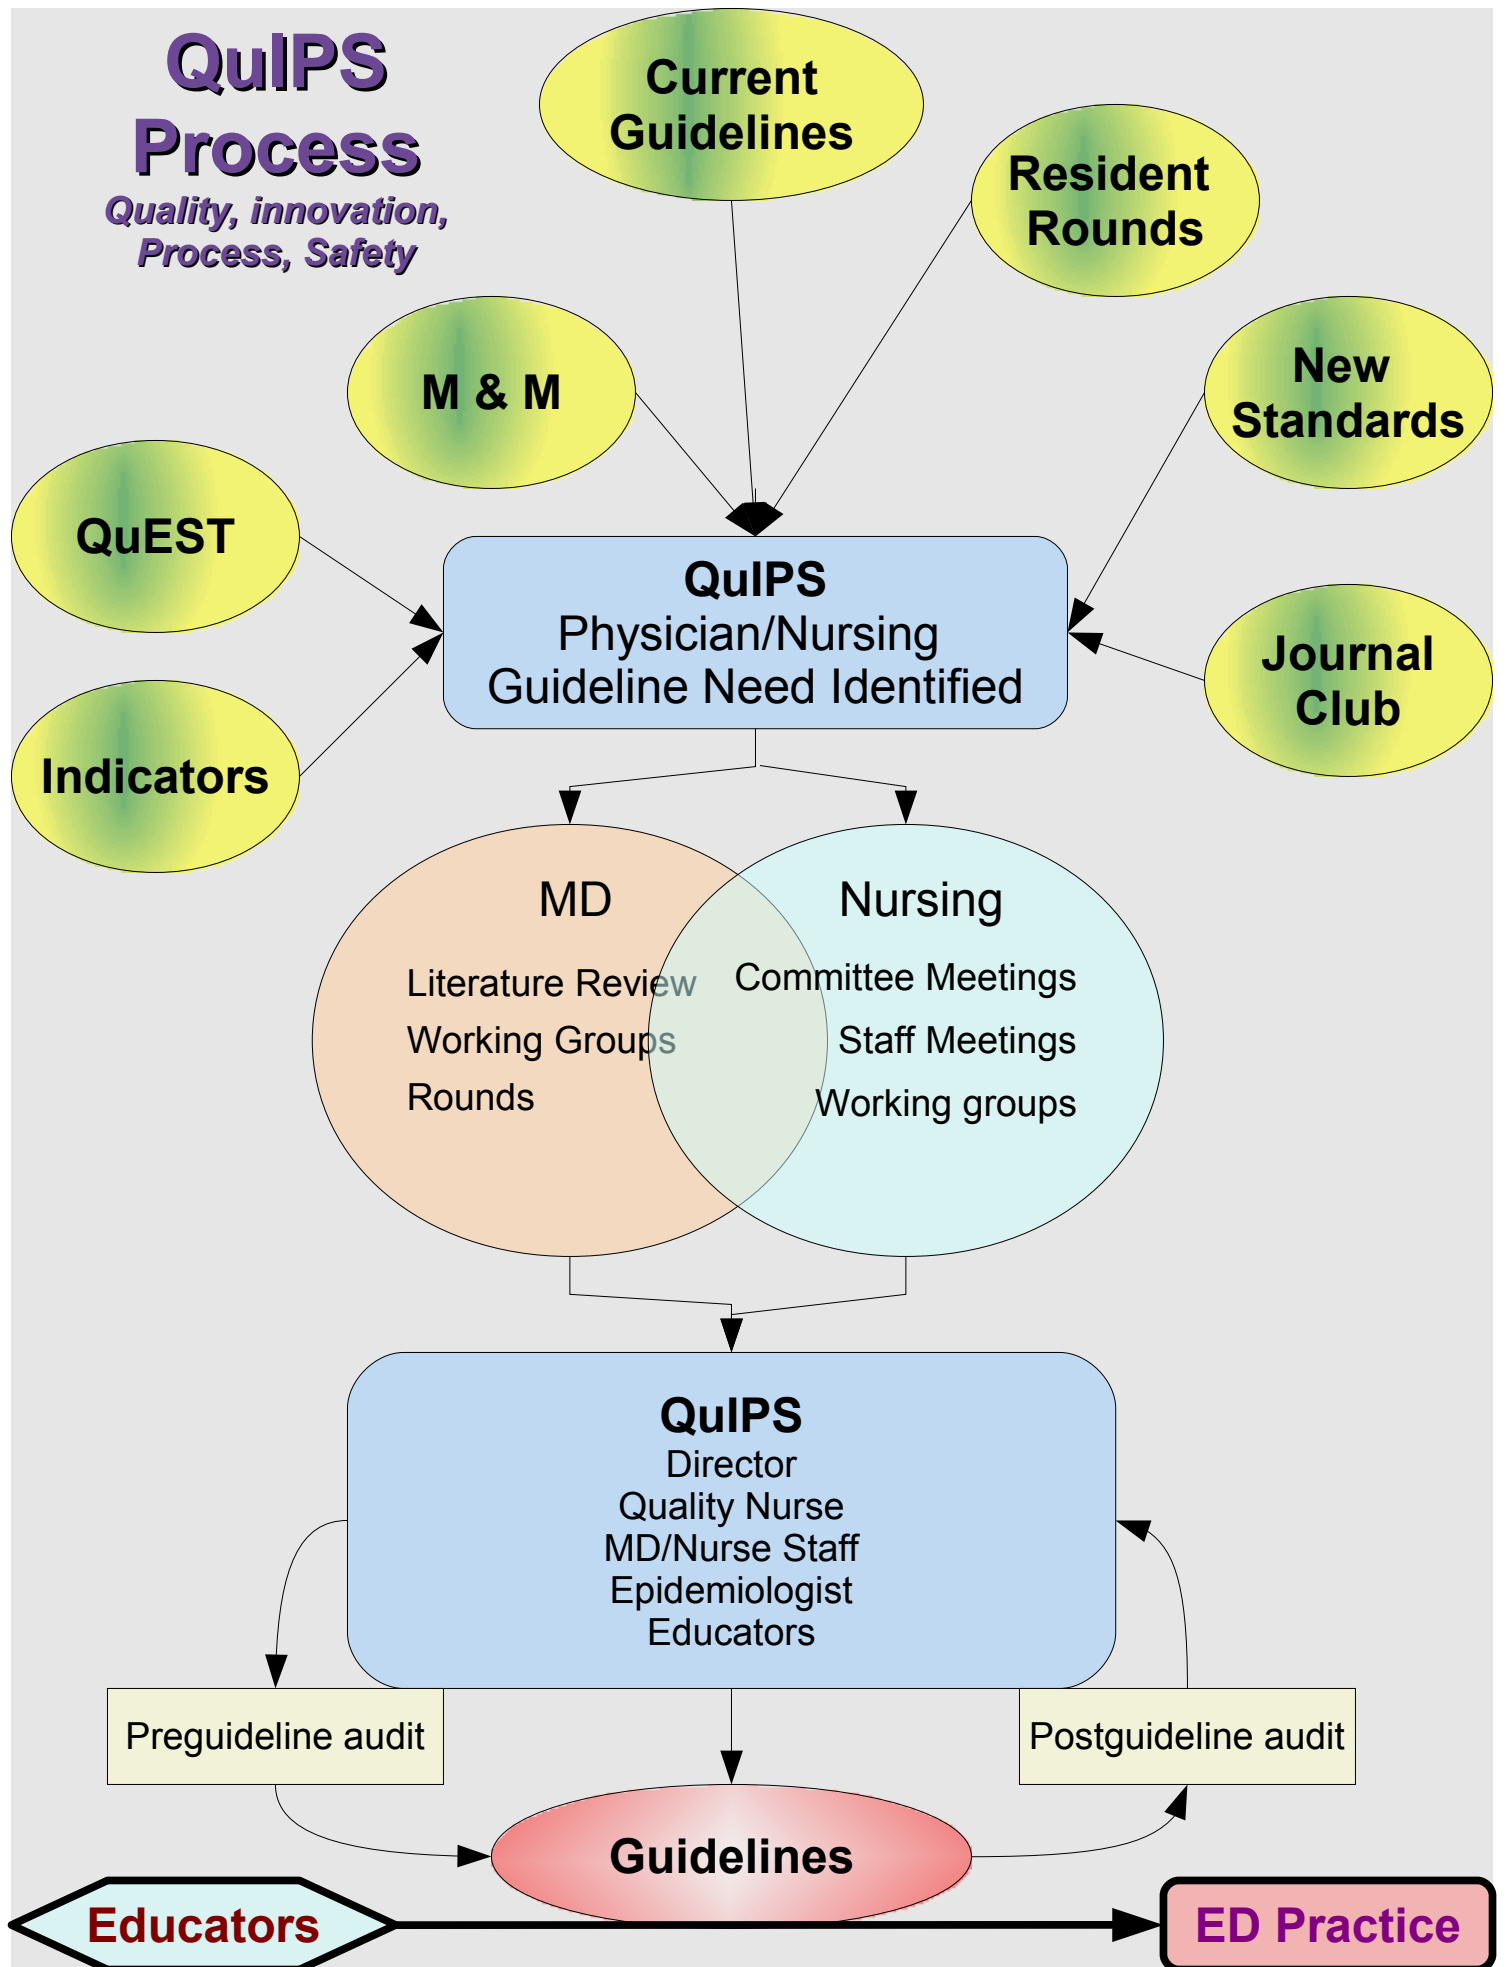 QuIPS
Process
Quality, innovation,
Process, Safety
Current
Guidelines
Resident
Rounds
M & M
New
Standards
QuEST
QuIPS
Physician/Nursing
Guideline Need Identified
Journal
Club
Indicators
MD
Literature Review
Working Groups
Rounds
Nursing
Committee Meetings
Staff Meetings
Working groups
QuIPS
Director
Quality Nurse
MD/Nurse Staff
Epidemiologist
Educators
Preguideline audit
Postguideline audit
Guidelines
Educators
ED Practice